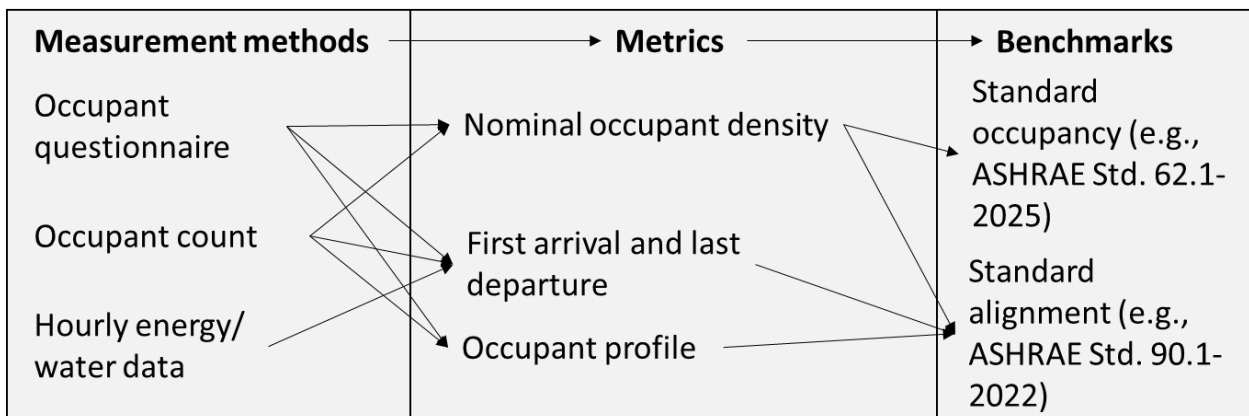 Measurement methods
Metrics
Benchmarks
Occupant
questionnaire
Occupant count
Hourly energy/
water data
Nominal occupant density
First arrival and last
departure
Occupant profile
Standard
occupancy (e.g.,
ASHRAE Std. 62.1-
2025)
Standard
alignment (e.g.,
ASHRAE Std. 90.1-
2022)